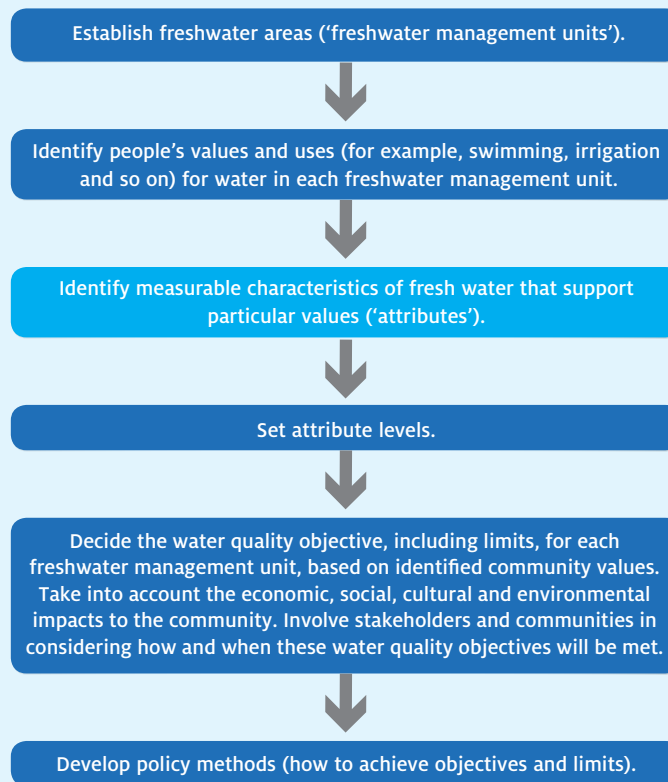 Establish freshwater areas (‘freshwater management units’).
Identify people’s values and uses (for example, swimming, irrigation
and so on) for water in each freshwater management unit.
Identify measurable characteristics of fresh water that support
particular values (‘attributes’).
Set attribute levels.
Decide the water quality objective, including limits, for each
freshwater management unit, based on identified community values.
Take into account the economic, social, cultural and environmental
impacts to the community. Involve stakeholders and communities in
considering how and when these water quality objectives will be met.
Develop policy methods (how to achieve objectives and limits).